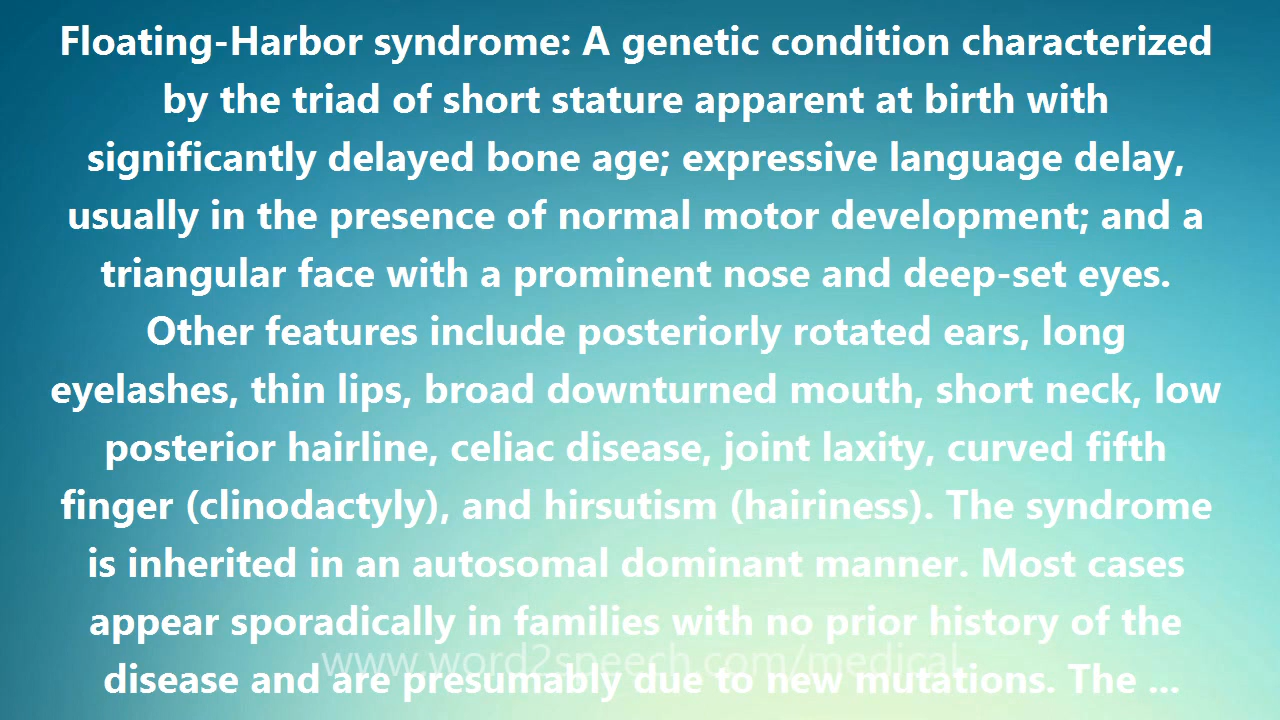 Floating-Harbor syndrome: A genetic condition characterized
by the triad of short stature apparent at birth with
significantly delayed bone age; expressive language delay,
usually in the presence of normal motor development; and a
triangular face with a prominent nose and deep-set eyes.
Other features include posteriorly rotated ears, long
eyelashes, thin lips, broad downturned mouth, short neck, low
posterior hairline, celiac disease, joint laxity, curved fifth
finger (clinodactyly), and hirsutism (hairiness). The syndrome
is inherited in an autosomal dominant manner. Most cases
appear sporadically in families with no prior history of the
www.word2speech.com/medical
disease and are presumably due to new mutations. The ...